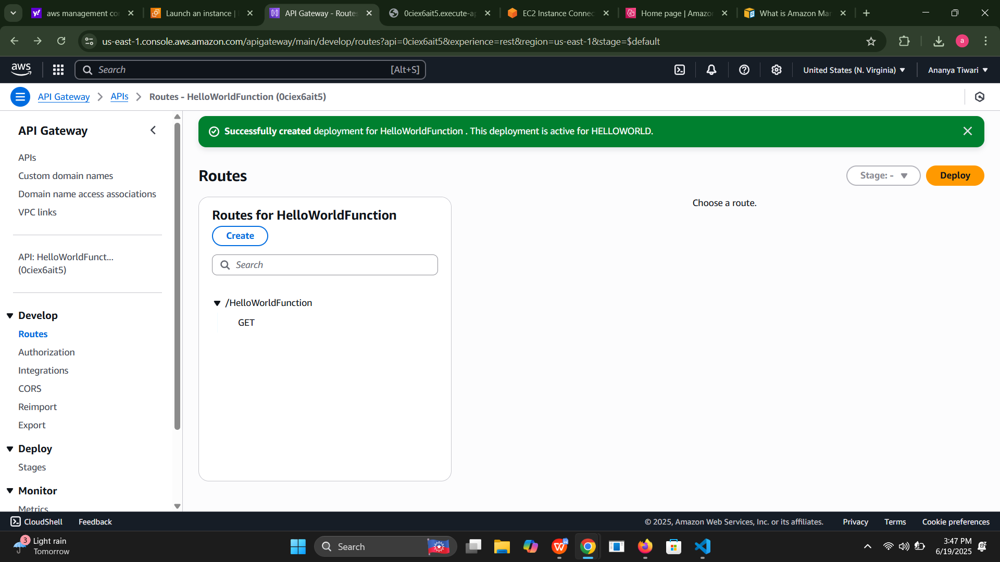 aws management co
Launch an instance |
API Gateway - Routes
0ciex6ait5.execute-ap
EC2 Instance Connec
Home page | Amazo
What is Amazon Ma
us-east-1.console.aws.amazon.com/apigateway/main/develop/routes?api=0ciex6ait5&experience=rest&region=us-east-1&stage=$default
a
aws
Search
[Alt+S]
United States (N. Virginia)
Ananya Tiwari
API Gateway
APIs
Routes - HelloWorldFunction (0ciex6ait5)
API Gateway
APIs
Custom domain names
Domain name access associations
VPC links
API: HelloWorldFunct...
(0ciex6ait5)
Develop
Routes
Authorization
Integrations
CORS
Reimport
Export
Deploy
Stages
Monitor
Metrics
Successfully created deployment for HelloWorldFunction . This deployment is active for HELLOWORLD.
Routes
Stage: -
Deploy
Routes for HelloWorldFunction
Create
Search
/HelloWorldFunction
GET
Choose a route.
CloudShell
Feedback
© 2025, Amazon Web Services, Inc. or its affiliates.
Privacy
Terms
Cookie preferences
3
Light rain
Tomorrow
Search
3:47 PM
6/19/2025